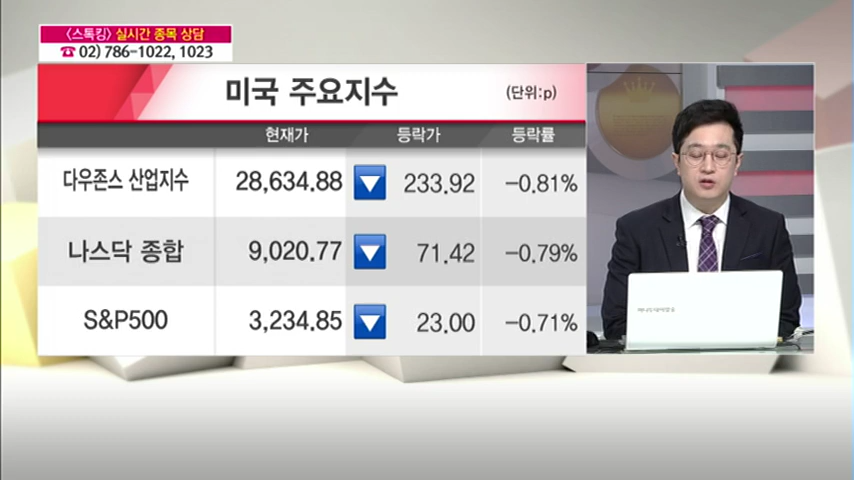 <스톡킹> 실시간 종목 상담
☎ 02) 786-1022, 1023
미국 주요지수 (단위:p)
현재가 등락가 등락률
다우존스 산업지수 28,634.88 ▼ 233.92 -0.81%
나스닥 종합 9,020.77 ▼ 71.42 -0.79%
S&P500 3,234.85 ▼ 23.00 -0.71%